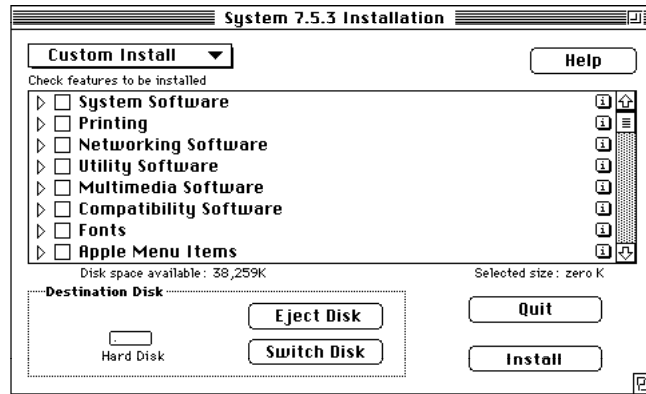 System 7.5.3 Installation
Custom Install
Help
Check features to be installed
System Software
Printing
Networking Software
Utility Software
Multimedia Software
Compatibility Software
Fonts
Apple Menu Items
Disk space available: 38,259K
Selected size: zero K
Destination Disk
Eject Disk
Quit
Hard Disk
Switch Disk
Install